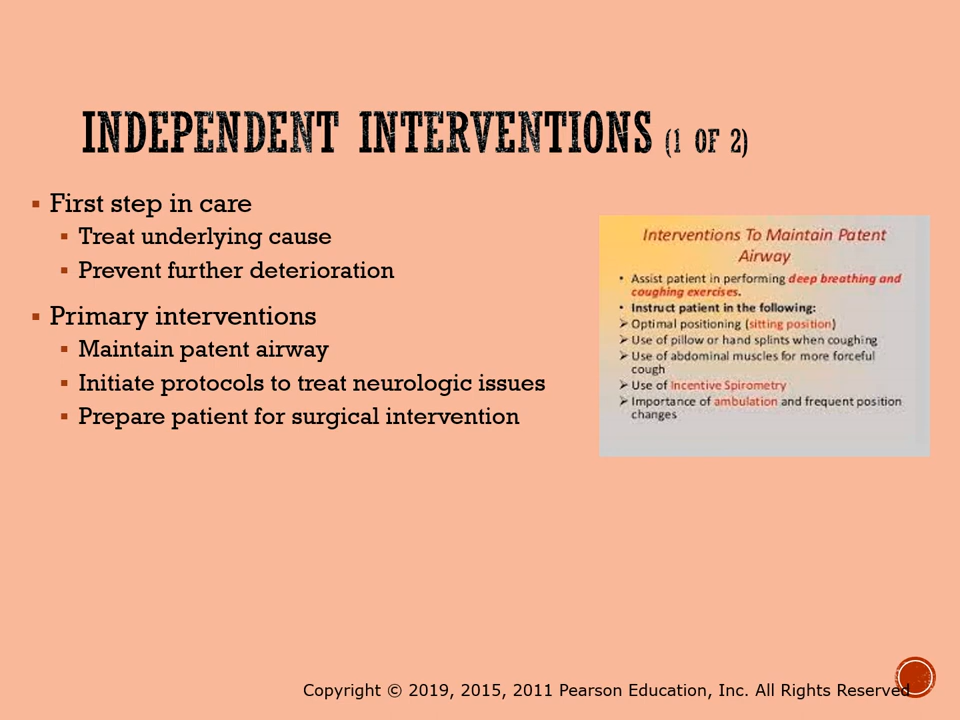 INDEPENDENT INTERVENTIONS (1 OF 2)
▪ First step in care
▪ Treat underlying cause
▪ Prevent further deterioration
▪ Primary interventions
▪ Maintain patent airway
▪ Initiate protocols to treat neurologic issues
▪ Prepare patient for surgical intervention
Interventions To Maintain Patent
Airway
• Assist patient in performing deep breathing and
coughing exercises.
• Instruct patient in the following:
➢ Optimal positioning (sitting position)
➢ Use of pillow or hand splints when coughing
➢ Use of abdominal muscles for more forceful
cough
➢ Use of Incentive Spirometry
➢ Importance of ambulation and frequent position
changes
Copyright © 2019, 2015, 2011 Pearson Education, Inc. All Rights Reserved